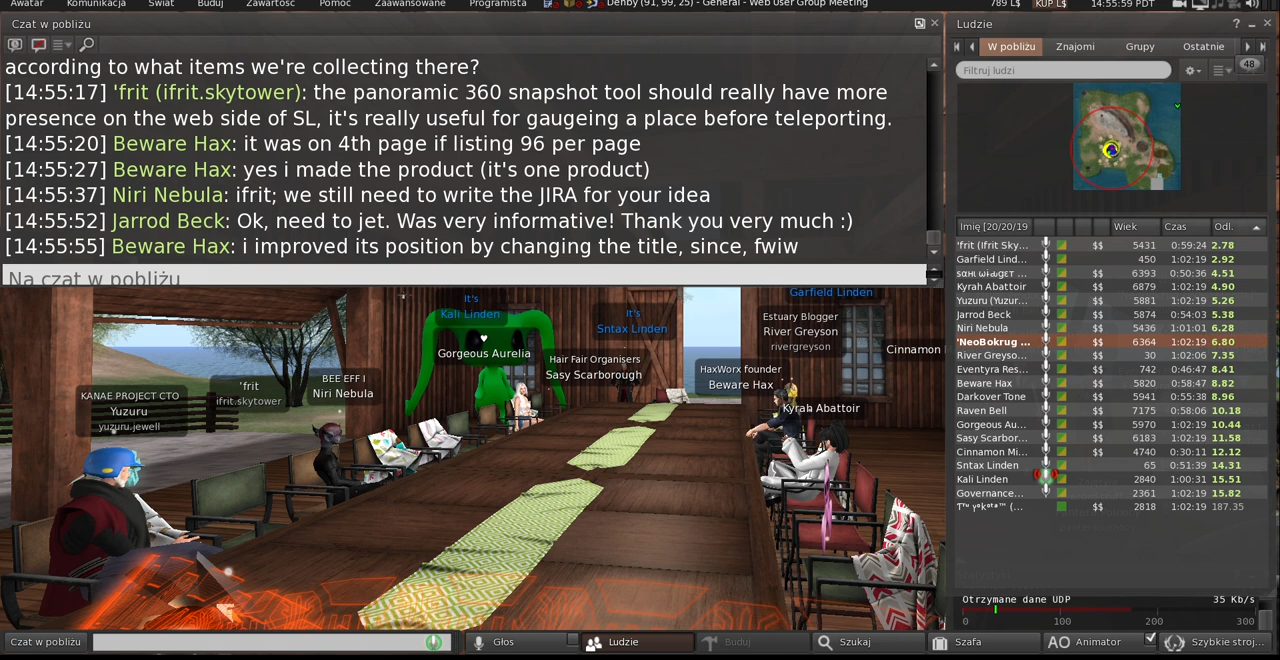 Awatar Komunikacja Świat Buduj Zawartość Pomoc Zaawansowane Programista Denby (91, 99, 25) - General - Web User Group Meeting 789 L$ KUP L$ 14:55:59 PDT
Czat w pobliżu
according to what items we're collecting there?
[14:55:17] 'frit (ifrit.skytower): the panoramic 360 snapshot tool should really have more
presence on the web side of SL, it's really useful for gaugeing a place before teleporting.
[14:55:20] Beware Hax: it was on 4th page if listing 96 per page
[14:55:27] Beware Hax: yes i made the product (it's one product)
[14:55:37] Niri Nebula: ifrit; we still need to write the JIRA for your idea
[14:55:52] Jarrod Beck: Ok, need to jet. Was very informative! Thank you very much :)
[14:55:55] Beware Hax: i improved its position by changing the title, since, fwiw
Na czat w pobliżu
It's
Kali Linden
Gorgeous Aurelia
It's
Sntax Linden
Hair Fair Organisers
Sasy Scarborough
Garfield Linden
Estuary Blogger
River Greyson
rivergreyson
Cinnamon
HaxWorx founder
Beware Hax
Kyrah Abattoir
KANAE PROJECT CTO
Yuzuru
yuzuru.jewell
'frit
ifrit.skytower
BEE EFF I
Niri Nebula
Ludzie
W pobliżu Znajomi Grupy Ostatnie
Filtruj ludzi
48
Imię [20/20/19 Wiek Czas Odl.
'frit (Ifrit Sky... $$ 5431 0:59:24 2.78
Garfield Lind... 450 1:02:19 2.92
$$ 6393 0:50:36 4.51
Kyrah Abattoir $$ 6879 1:02:19 4.90
Yuzuru (Yuzur... $$ 5881 1:02:19 5.26
Jarrod Beck $$ 5874 0:54:03 5.38
Niri Nebula $$ 5436 1:01:01 6.28
'NeoBokrug ... $$ 6364 1:02:19 6.80
River Greyso... $$ 30 1:02:06 7.35
Eventyra Res... $$ 742 0:46:47 8.41
Beware Hax $$ 5820 0:58:47 8.82
Darkover Tone $$ 5941 0:55:38 8.96
Raven Bell $$ 7175 0:58:06 10.18
Gorgeous Au... $$ 5970 1:02:19 10.44
Sasy Scarbor... $$ 6183 1:02:19 11.58
Cinnamon Mi... $$ 4740 0:30:11 12.12
Sntax Linden 65 0:51:39 14.31
Kali Linden 2840 1:00:31 15.51
Governance... 2361 1:02:19 15.82
$$ 2818 1:02:19 187.35
Otrzymane dane UDP 35 Kb/s
0 100 200 300
Czat w pobliżu Głos Ludzie Buduj Szukaj Szafa AO Animator Szybkie stroj...